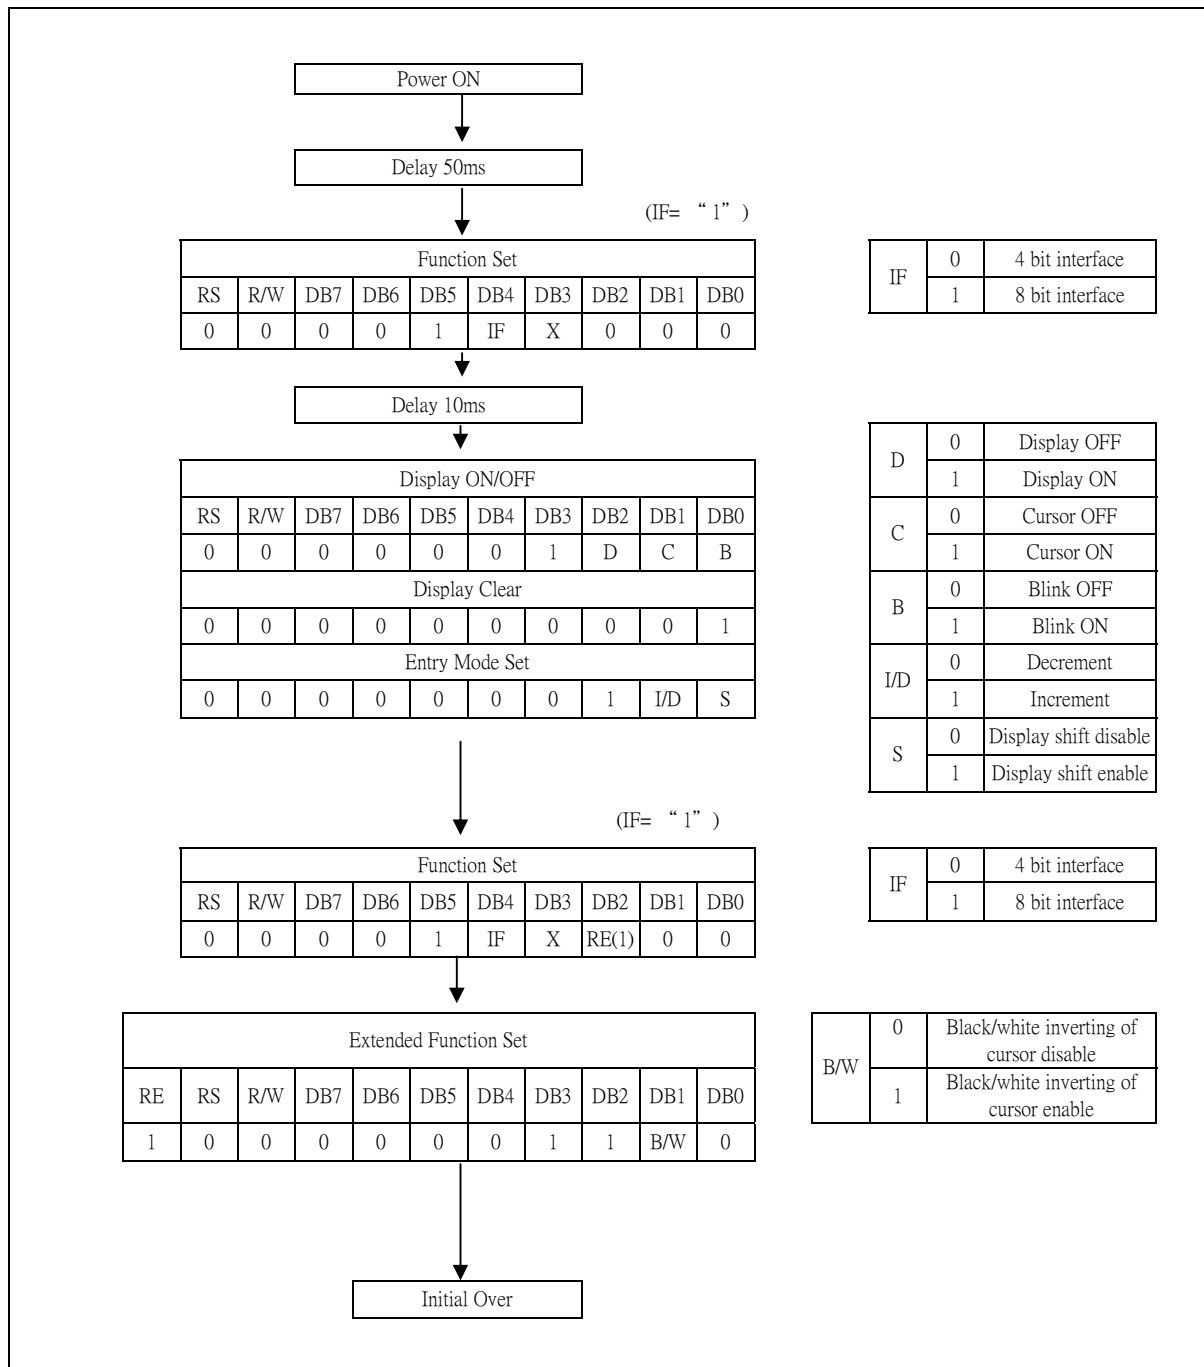 Power ON
Delay 50ms
(IF= “1” )
Function Set
RS R/W DB7 DB6 DB5 DB4 DB3 DB2 DB1 DB0
0 0 0 0 1 IF X 0 0 0
IF 0 4 bit interface
1 8 bit interface
Delay 10ms
Display ON/OFF
RS R/W DB7 DB6 DB5 DB4 DB3 DB2 DB1 DB0
0 0 0 0 0 0 1 D C B
Display Clear
0 0 0 0 0 0 0 0 0 1
Entry Mode Set
0 0 0 0 0 0 0 1 I/D S
D 0 Display OFF
1 Display ON
C 0 Cursor OFF
1 Cursor ON
B 0 Blink OFF
1 Blink ON
I/D 0 Decrement
1 Increment
S 0 Display shift disable
1 Display shift enable
(IF= “1” )
Function Set
RS R/W DB7 DB6 DB5 DB4 DB3 DB2 DB1 DB0
0 0 0 0 1 IF X RE(1) 0 0
IF 0 4 bit interface
1 8 bit interface
Extended Function Set
RE RS R/W DB7 DB6 DB5 DB4 DB3 DB2 DB1 DB0
1 0 0 0 0 0 0 1 1 B/W 0
B/W 0 Black/white inverting of
cursor disable
1 Black/white inverting of
cursor enable
Initial Over